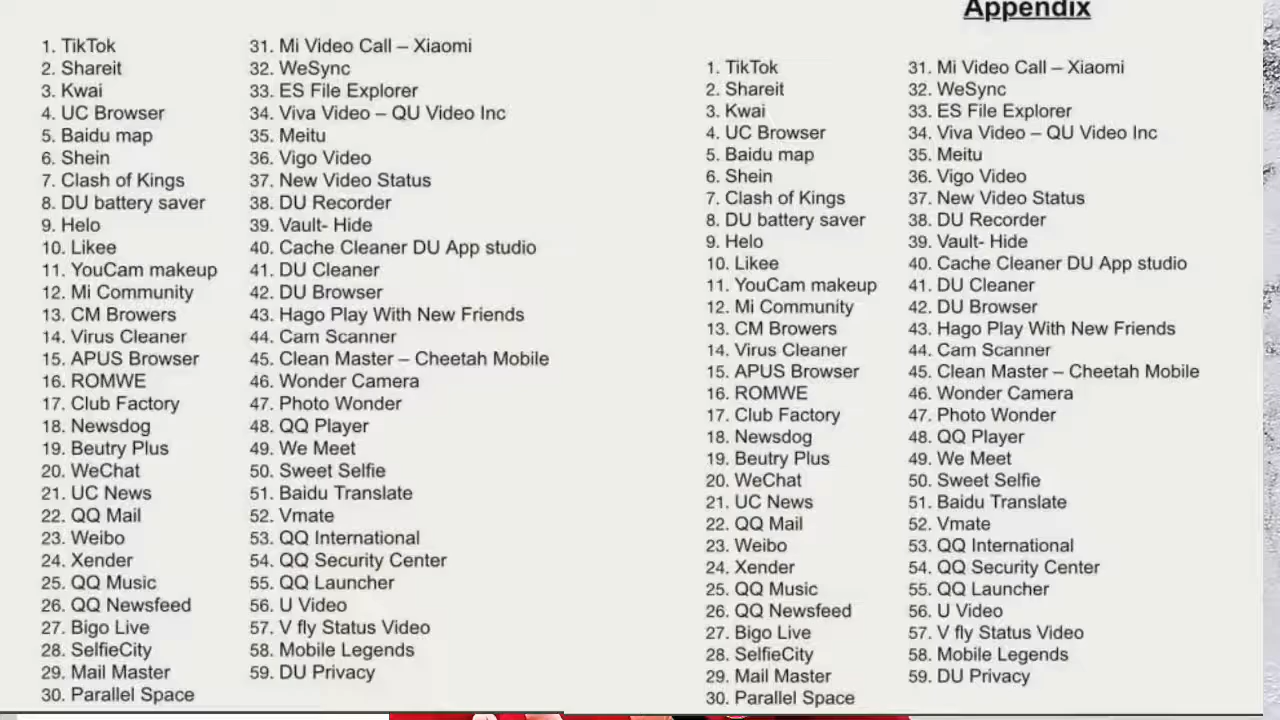 1. TikTok
2. Shareit
3. Kwai
4. UC Browser
5. Baidu map
6. Shein
7. Clash of Kings
8. DU battery saver
9. Helo
10. Likee
11. YouCam makeup
12. Mi Community
13. CM Browers
14. Virus Cleaner
15. APUS Browser
16. ROMWE
17. Club Factory
18. Newsdog
19. Beutry Plus
20. WeChat
21. UC News
22. QQ Mail
23. Weibo
24. Xender
25. QQ Music
26. QQ Newsfeed
27. Bigo Live
28. SelfieCity
29. Mail Master
30. Parallel Space
31. Mi Video Call – Xiaomi
32. WeSync
33. ES File Explorer
34. Viva Video – QU Video Inc
35. Meitu
36. Vigo Video
37. New Video Status
38. DU Recorder
39. Vault- Hide
40. Cache Cleaner DU App studio
41. DU Cleaner
42. DU Browser
43. Hago Play With New Friends
44. Cam Scanner
45. Clean Master – Cheetah Mobile
46. Wonder Camera
47. Photo Wonder
48. QQ Player
49. We Meet
50. Sweet Selfie
51. Baidu Translate
52. Vmate
53. QQ International
54. QQ Security Center
55. QQ Launcher
56. U Video
57. V fly Status Video
58. Mobile Legends
59. DU Privacy
Appendix
1. TikTok
2. Shareit
3. Kwai
4. UC Browser
5. Baidu map
6. Shein
7. Clash of Kings
8. DU battery saver
9. Helo
10. Likee
11. YouCam makeup
12. Mi Community
13. CM Browers
14. Virus Cleaner
15. APUS Browser
16. ROMWE
17. Club Factory
18. Newsdog
19. Beutry Plus
20. WeChat
21. UC News
22. QQ Mail
23. Weibo
24. Xender
25. QQ Music
26. QQ Newsfeed
27. Bigo Live
28. SelfieCity
29. Mail Master
30. Parallel Space
31. Mi Video Call – Xiaomi
32. WeSync
33. ES File Explorer
34. Viva Video – QU Video Inc
35. Meitu
36. Vigo Video
37. New Video Status
38. DU Recorder
39. Vault- Hide
40. Cache Cleaner DU App studio
41. DU Cleaner
42. DU Browser
43. Hago Play With New Friends
44. Cam Scanner
45. Clean Master – Cheetah Mobile
46. Wonder Camera
47. Photo Wonder
48. QQ Player
49. We Meet
50. Sweet Selfie
51. Baidu Translate
52. Vmate
53. QQ International
54. QQ Security Center
55. QQ Launcher
56. U Video
57. V fly Status Video
58. Mobile Legends
59. DU Privacy